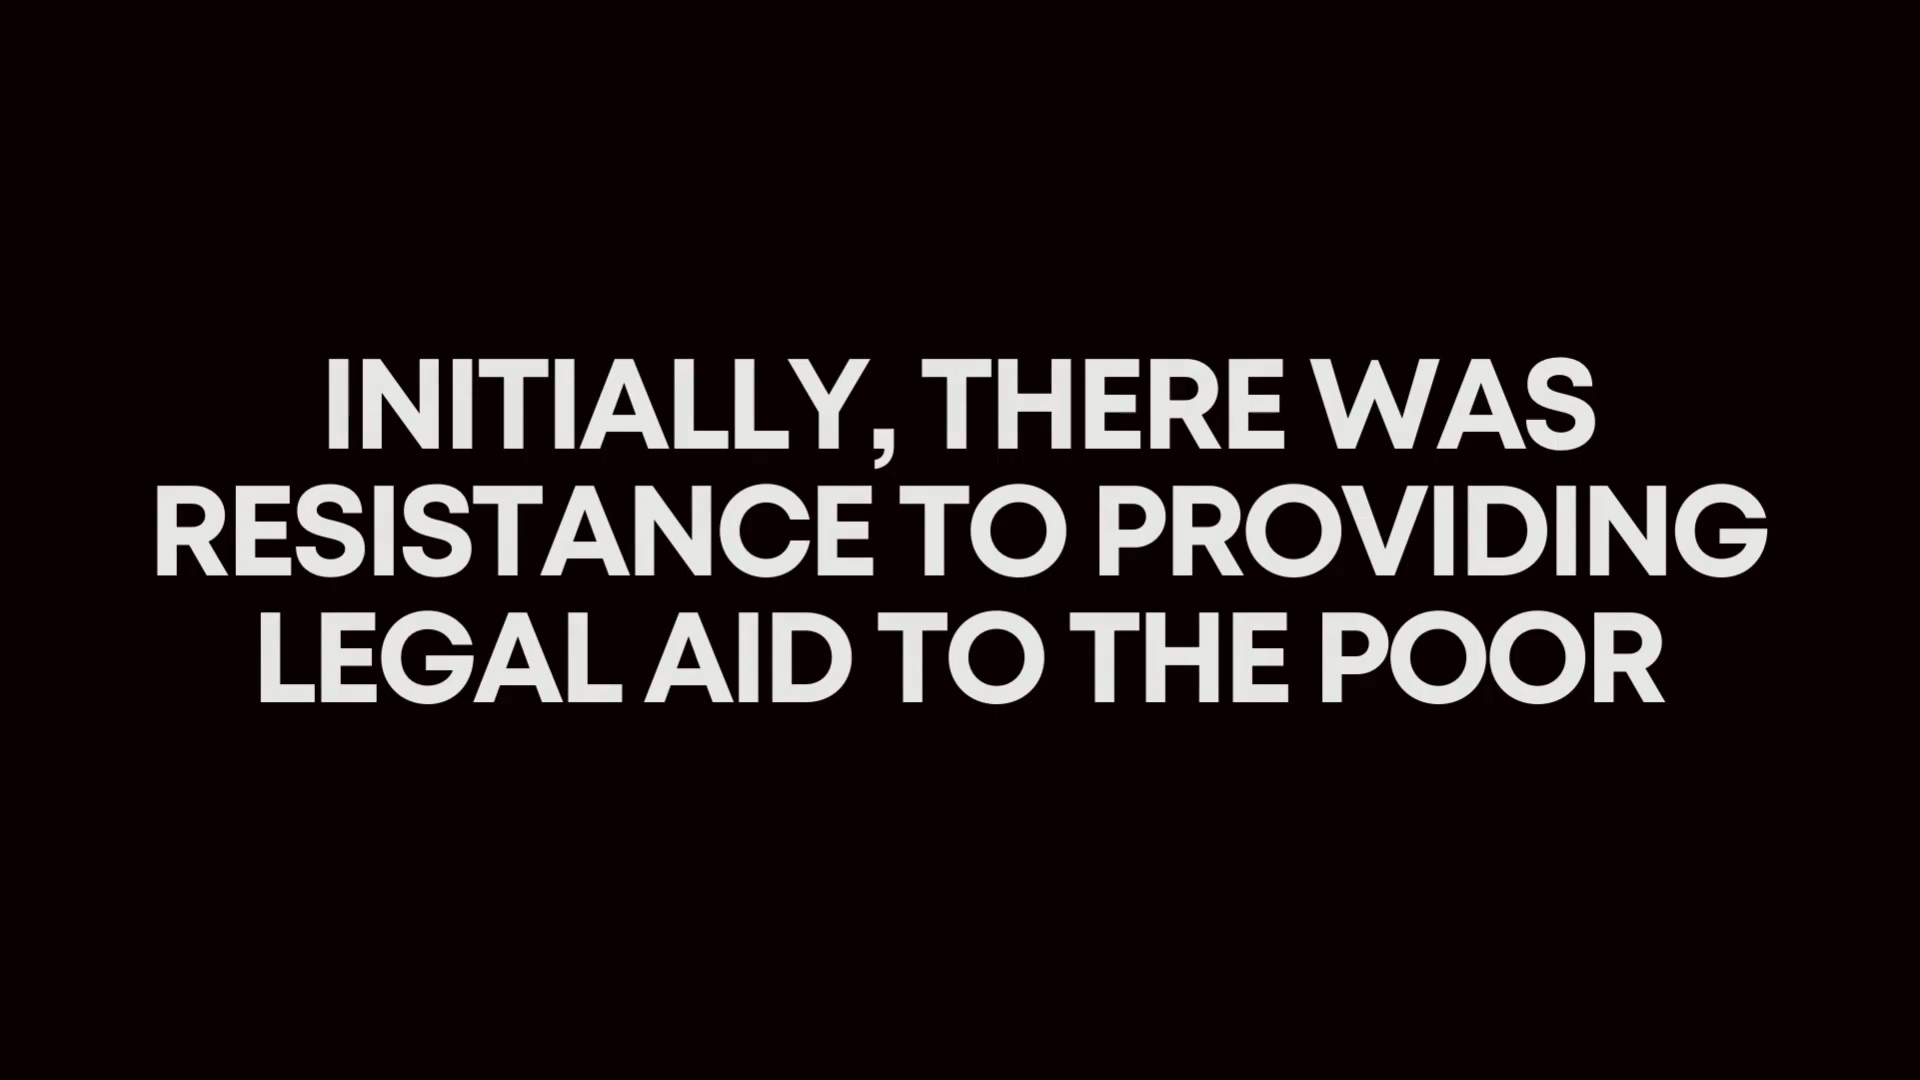 INITIALLY, THERE WAS
RESISTANCE TO PROVIDING
LEGAL AID TO THE POOR